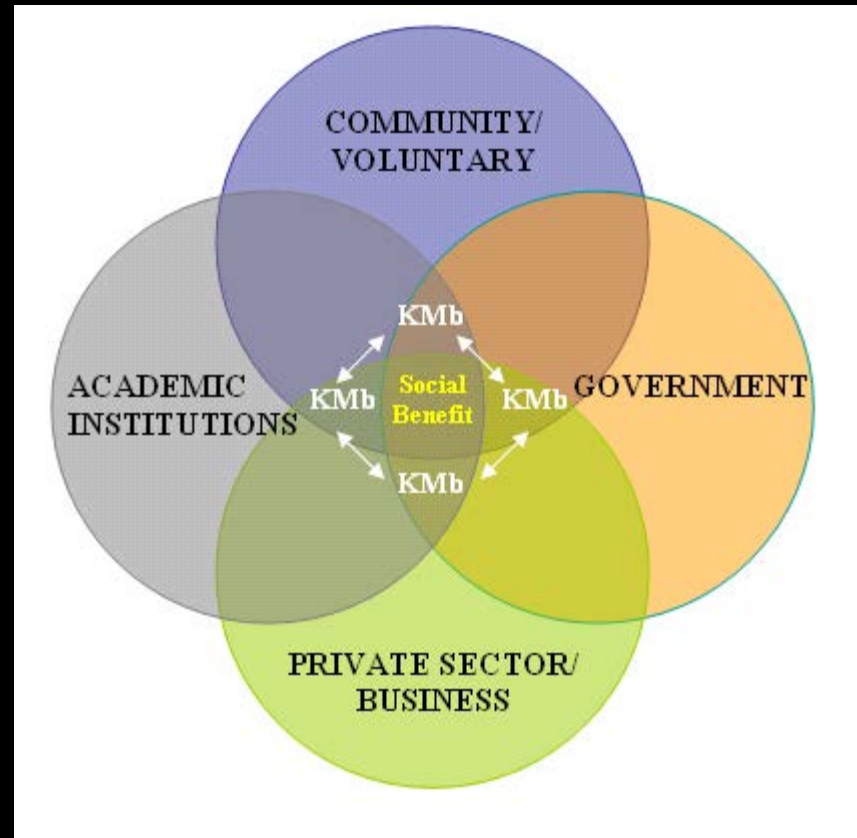 COMMUNITY/
VOLUNTARY
KMb
ACADEMIC
INSTITUTIONS
KMb
Social
Benefit
KMb
GOVERNMENT
KMb
PRIVATE SECTOR/
BUSINESS